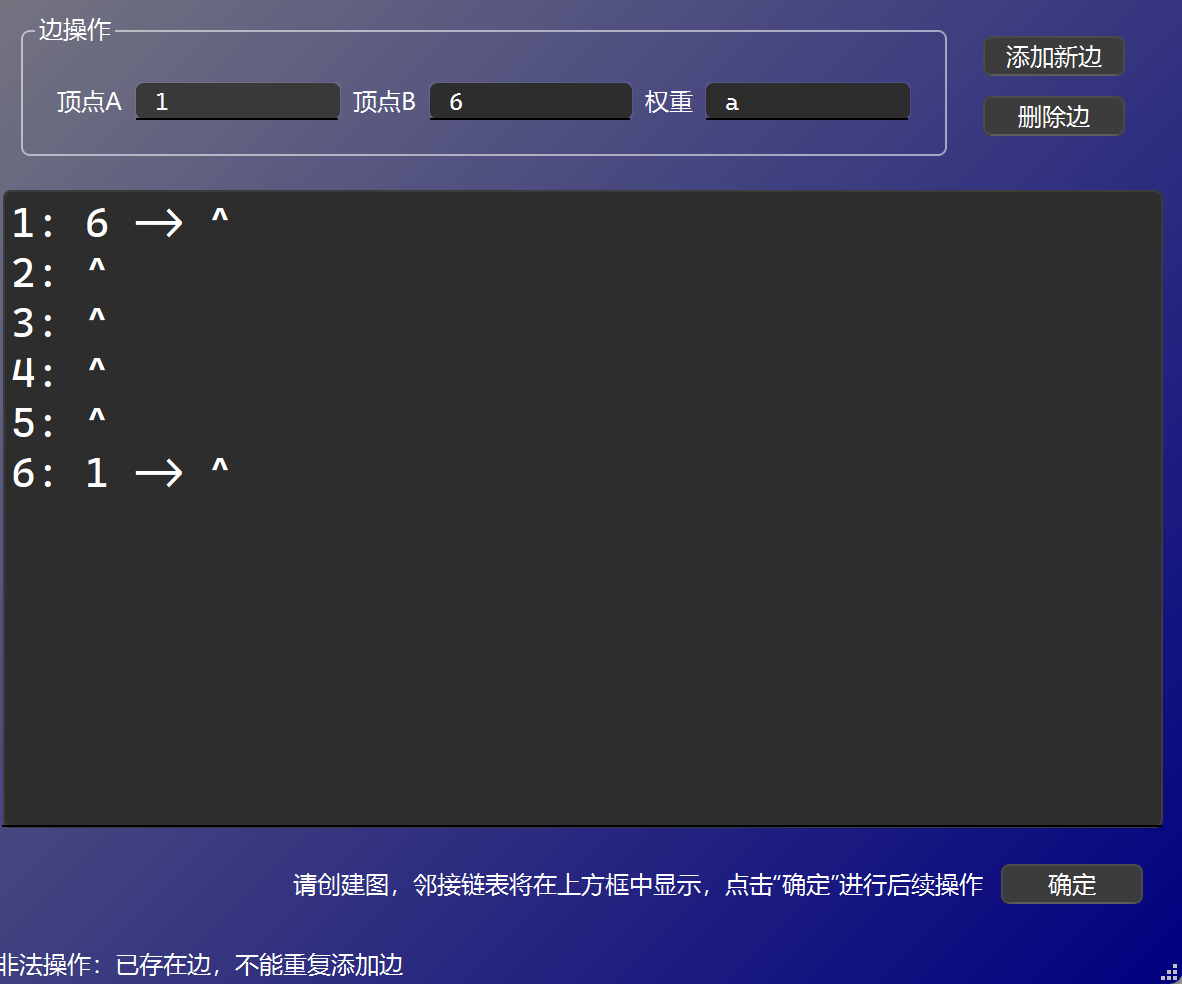 边操作
顶点A 1 顶点B 6 权重 a
添加新边
删除边
1: 6 —> ^
2: ^
3: ^
4: ^
5: ^
6: 1 —> ^
请创建图，邻接链表将在上方框中显示，点击“确定”进行后续操作 确定
非法操作：已存在边，不能重复添加边